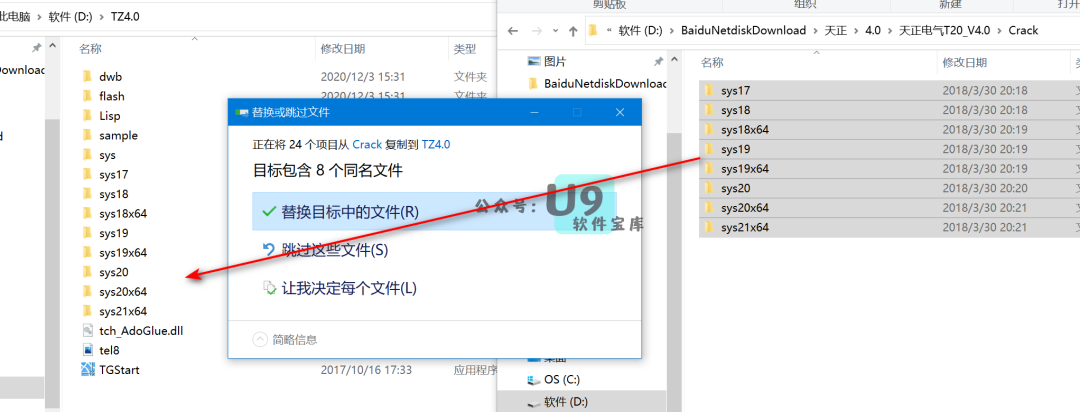 此电脑 › 软件 (D:) › TZ4.0
名称 修改日期 类型
dwb 2020/12/3 15:31 文件夹
flash 2020/12/3 15:31 文件夹
Lisp
sample
sys
sys17
sys18
sys18x64
sys19
sys19x64
sys20
sys20x64
sys21x64
tch_AdoGlue.dll
tel8
TGStart 2017/10/16 17:33 应用程序
替换或跳过文件
正在将 24 个项目从 Crack 复制到 TZ4.0
目标包含 8 个同名文件
替换目标中的文件(R)
跳过这些文件(S)
让我决定每个文件(L)
简略信息
公众号:
U9
软件宝库
剪贴板 组织 新建 打开
« 软件 (D:) › BaiduNetdiskDownload › 天正 › 4.0 › 天正电气T20_V4.0 › Crack
图片
BaiduNetdiskDownload
桌面
OS (C:)
软件 (D:)
名称 修改日期
sys17 2018/3/30 20:18
sys18 2018/3/30 20:18
sys18x64 2018/3/30 20:19
sys19 2018/3/30 20:19
sys19x64 2018/3/30 20:19
sys20 2018/3/30 20:20
sys20x64 2018/3/30 20:21
sys21x64 2018/3/30 20:21